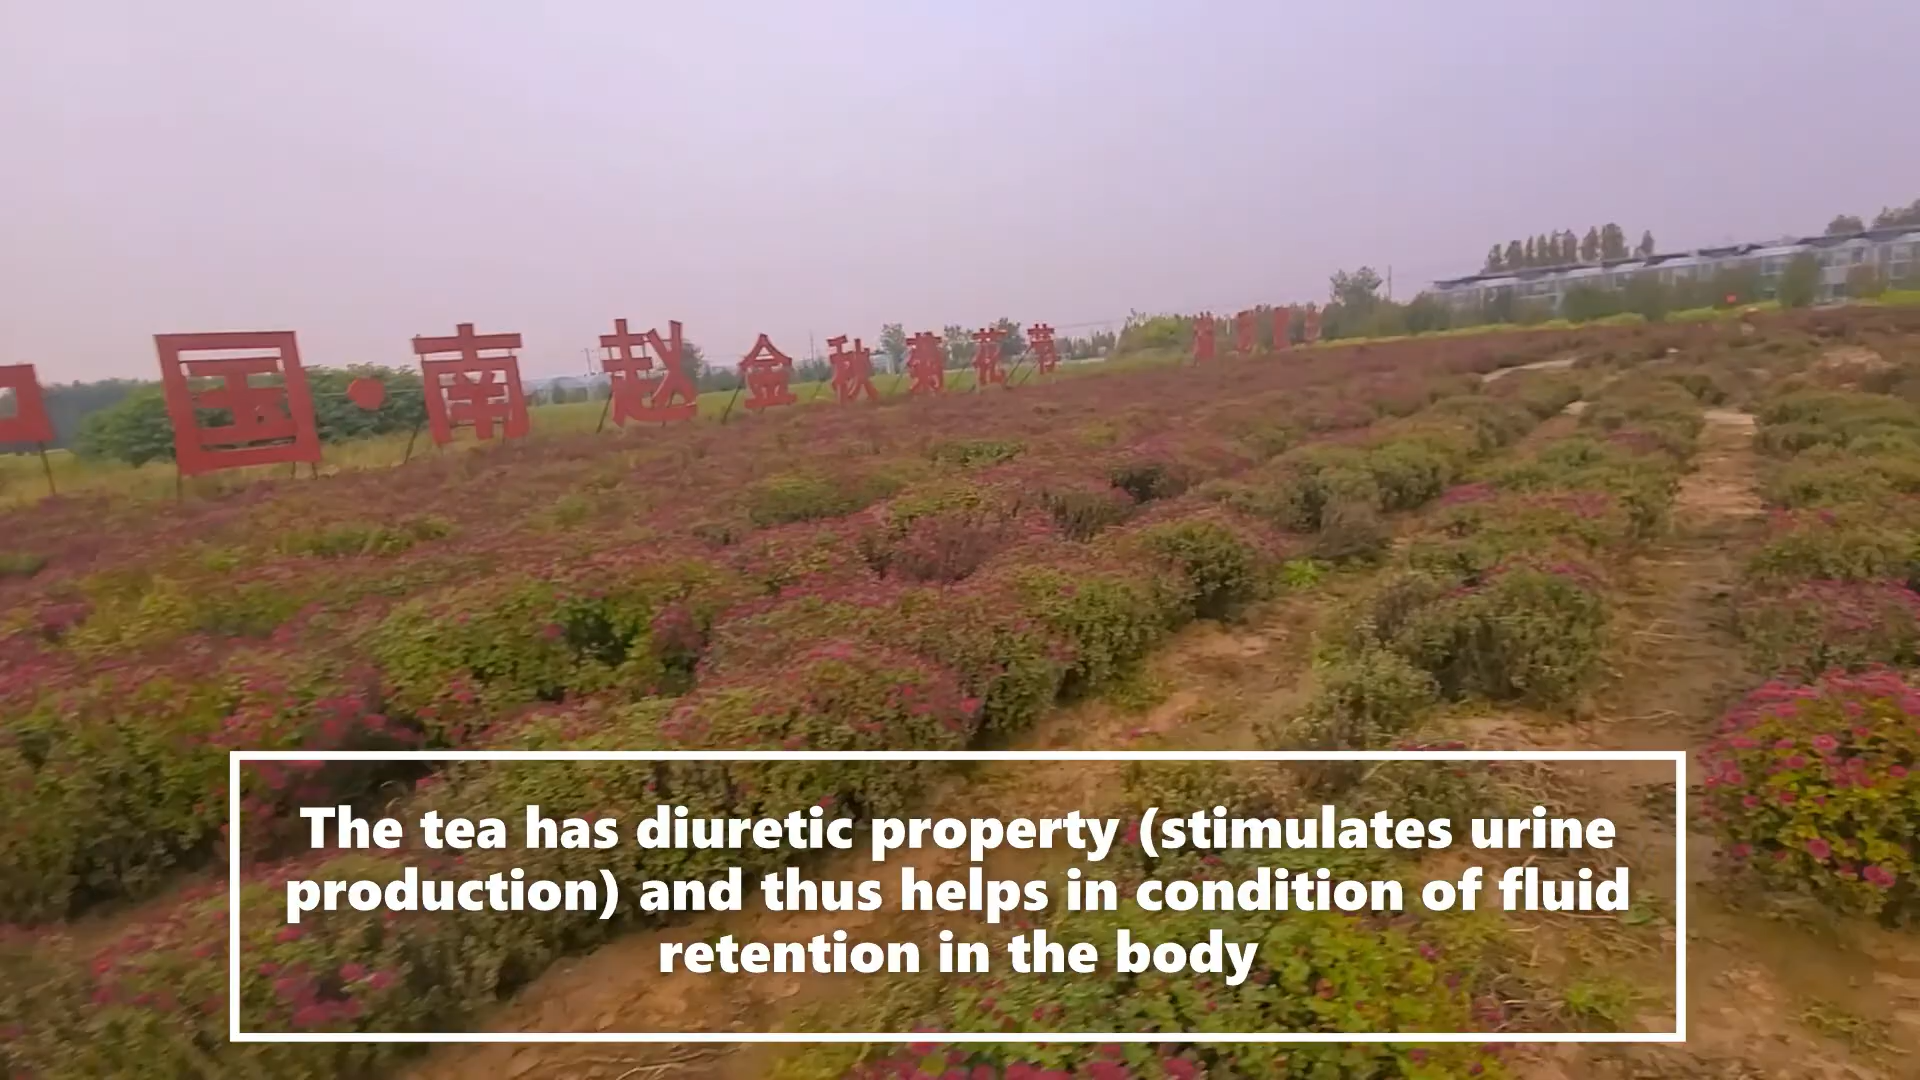 国·南赵金秋菊花节
The tea has diuretic property (stimulates urine
production) and thus helps in condition of fluid
retention in the body